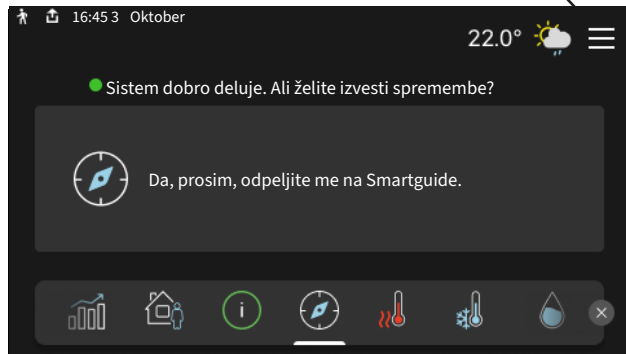 16:45 3 Oktober
22.0°
Sistem dobro deluje. Ali želite izvesti spremembe?
Da, prosim, odpeljite me na Smartguide.
i